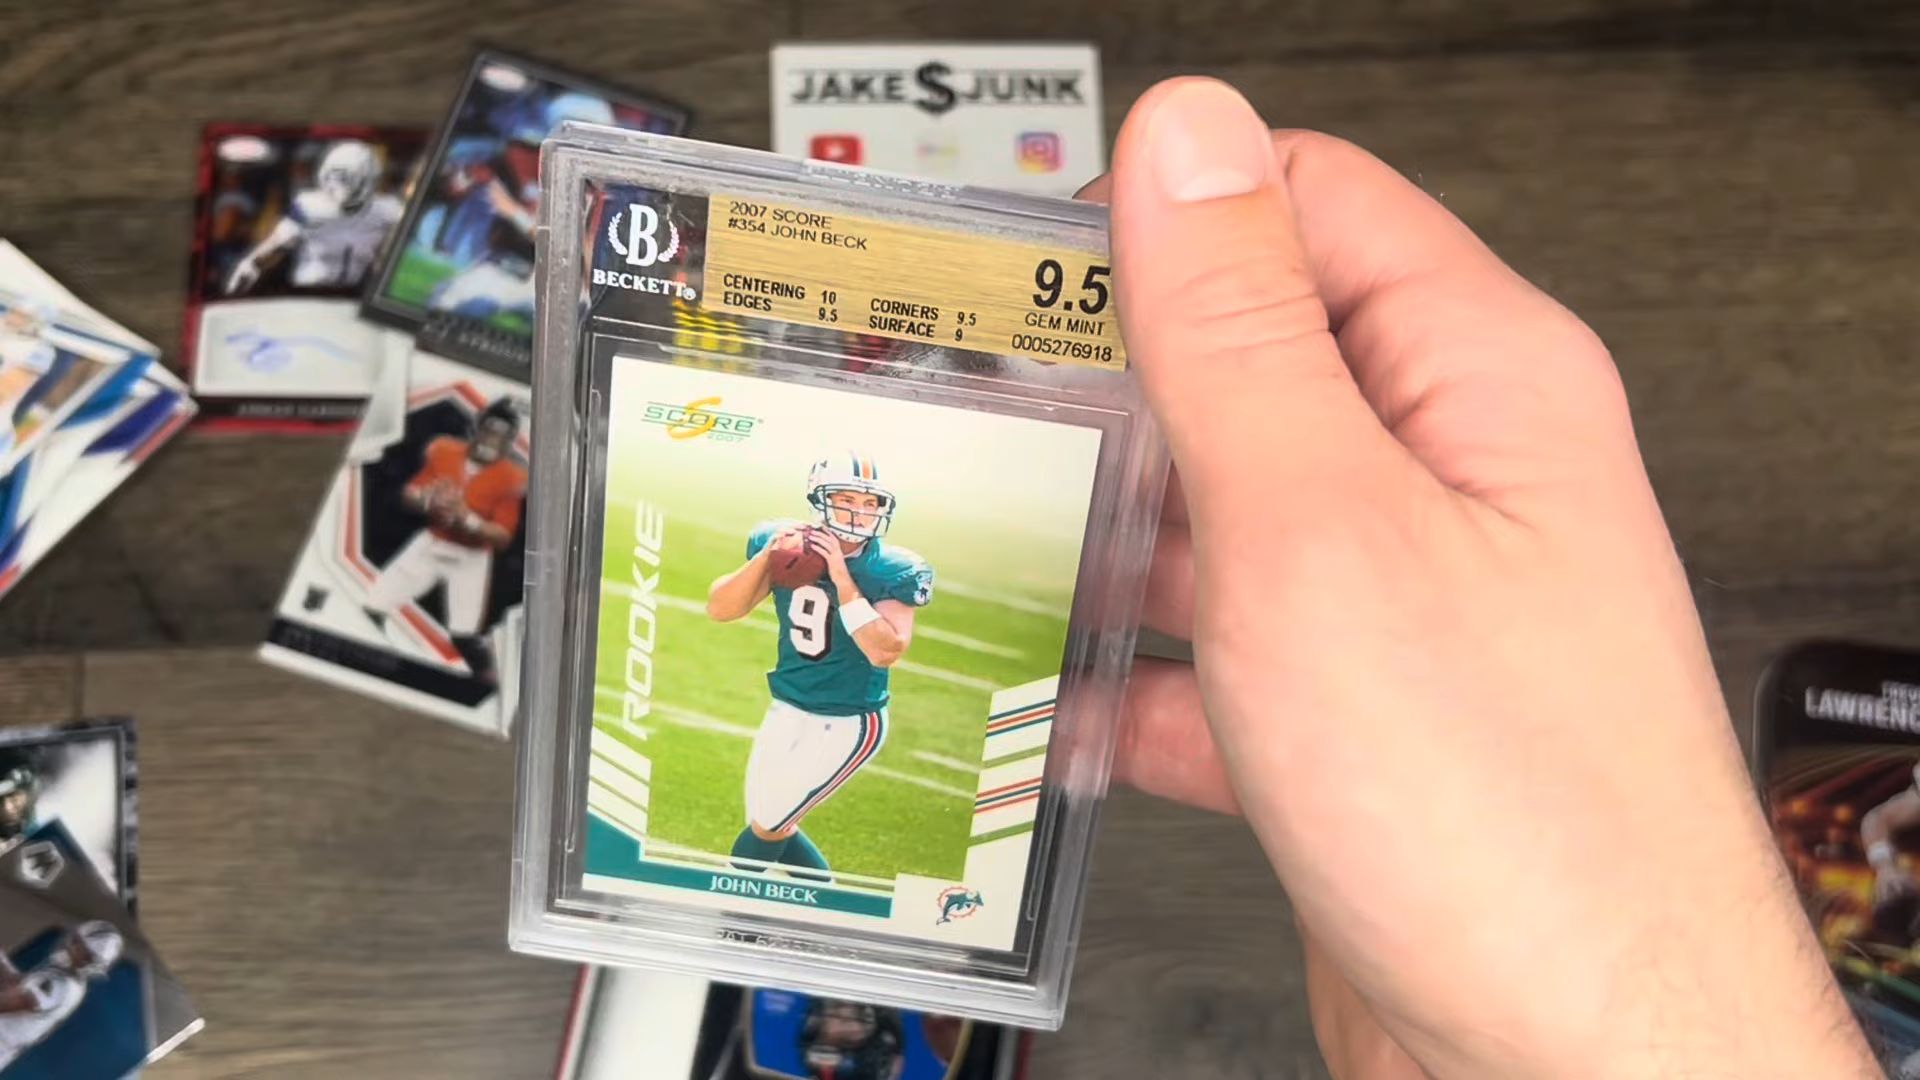 JAKE $ JUNK
B
BECKETT®
2007 SCORE
#354 JOHN BECK
CENTERING 10
EDGES 9.5
CORNERS 9.5
SURFACE 9
9.5
GEM MINT
0005276918
SCORE®
2007
ROOKIE
9
JOHN BECK
LAWRENC